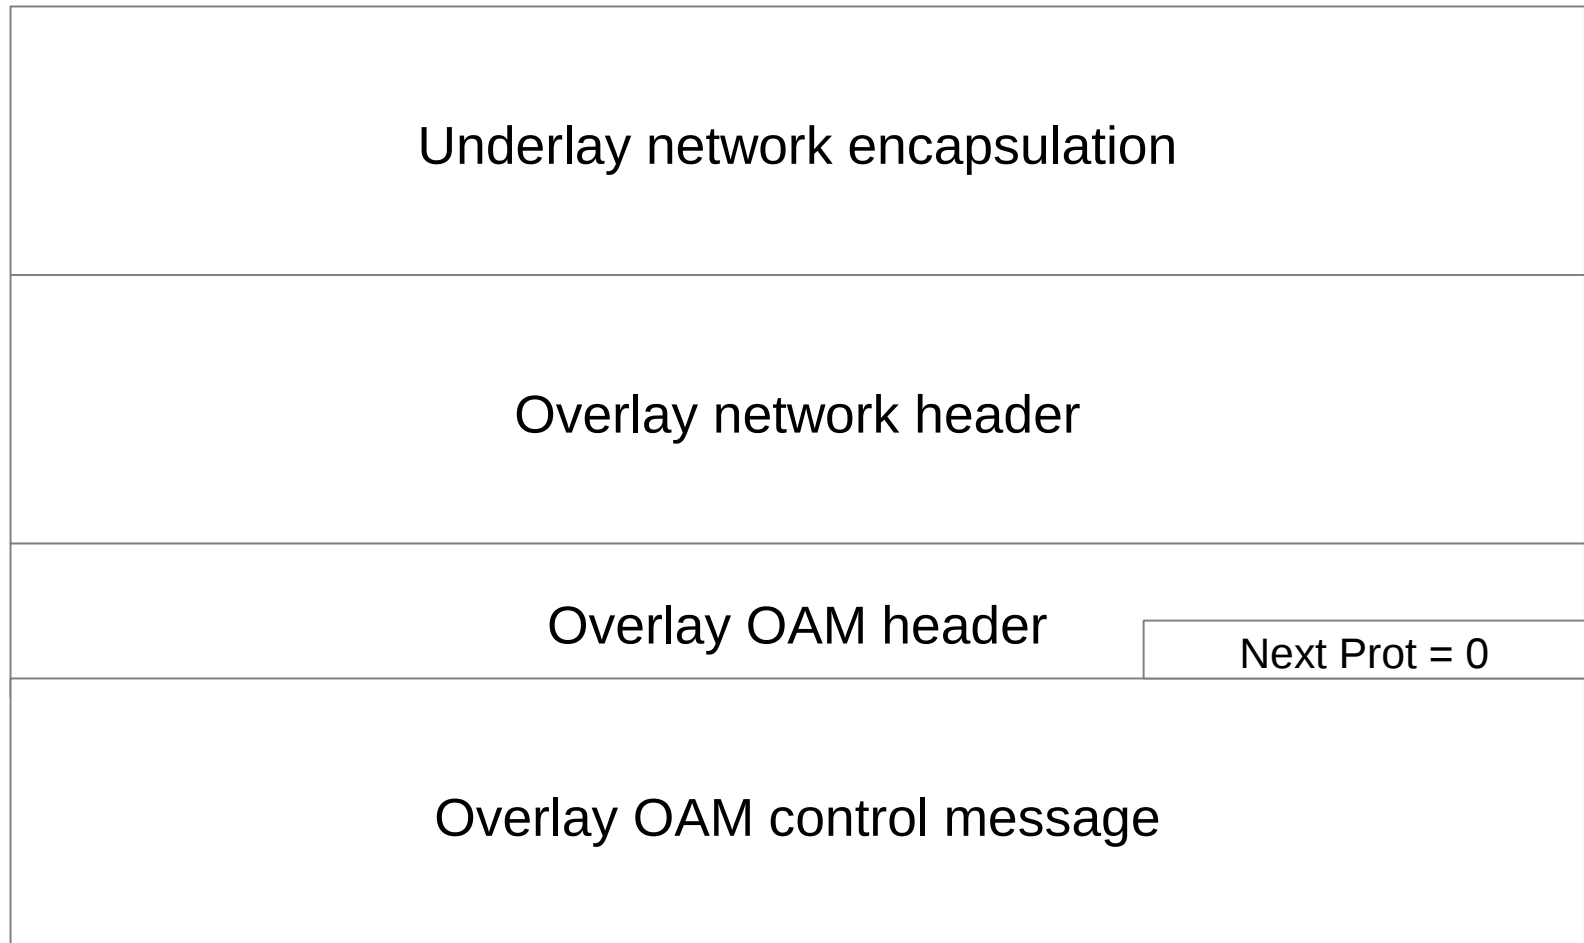 Underlay network encapsulation
Overlay network header
Overlay OAM header
Next Prot = 0
Overlay OAM control message